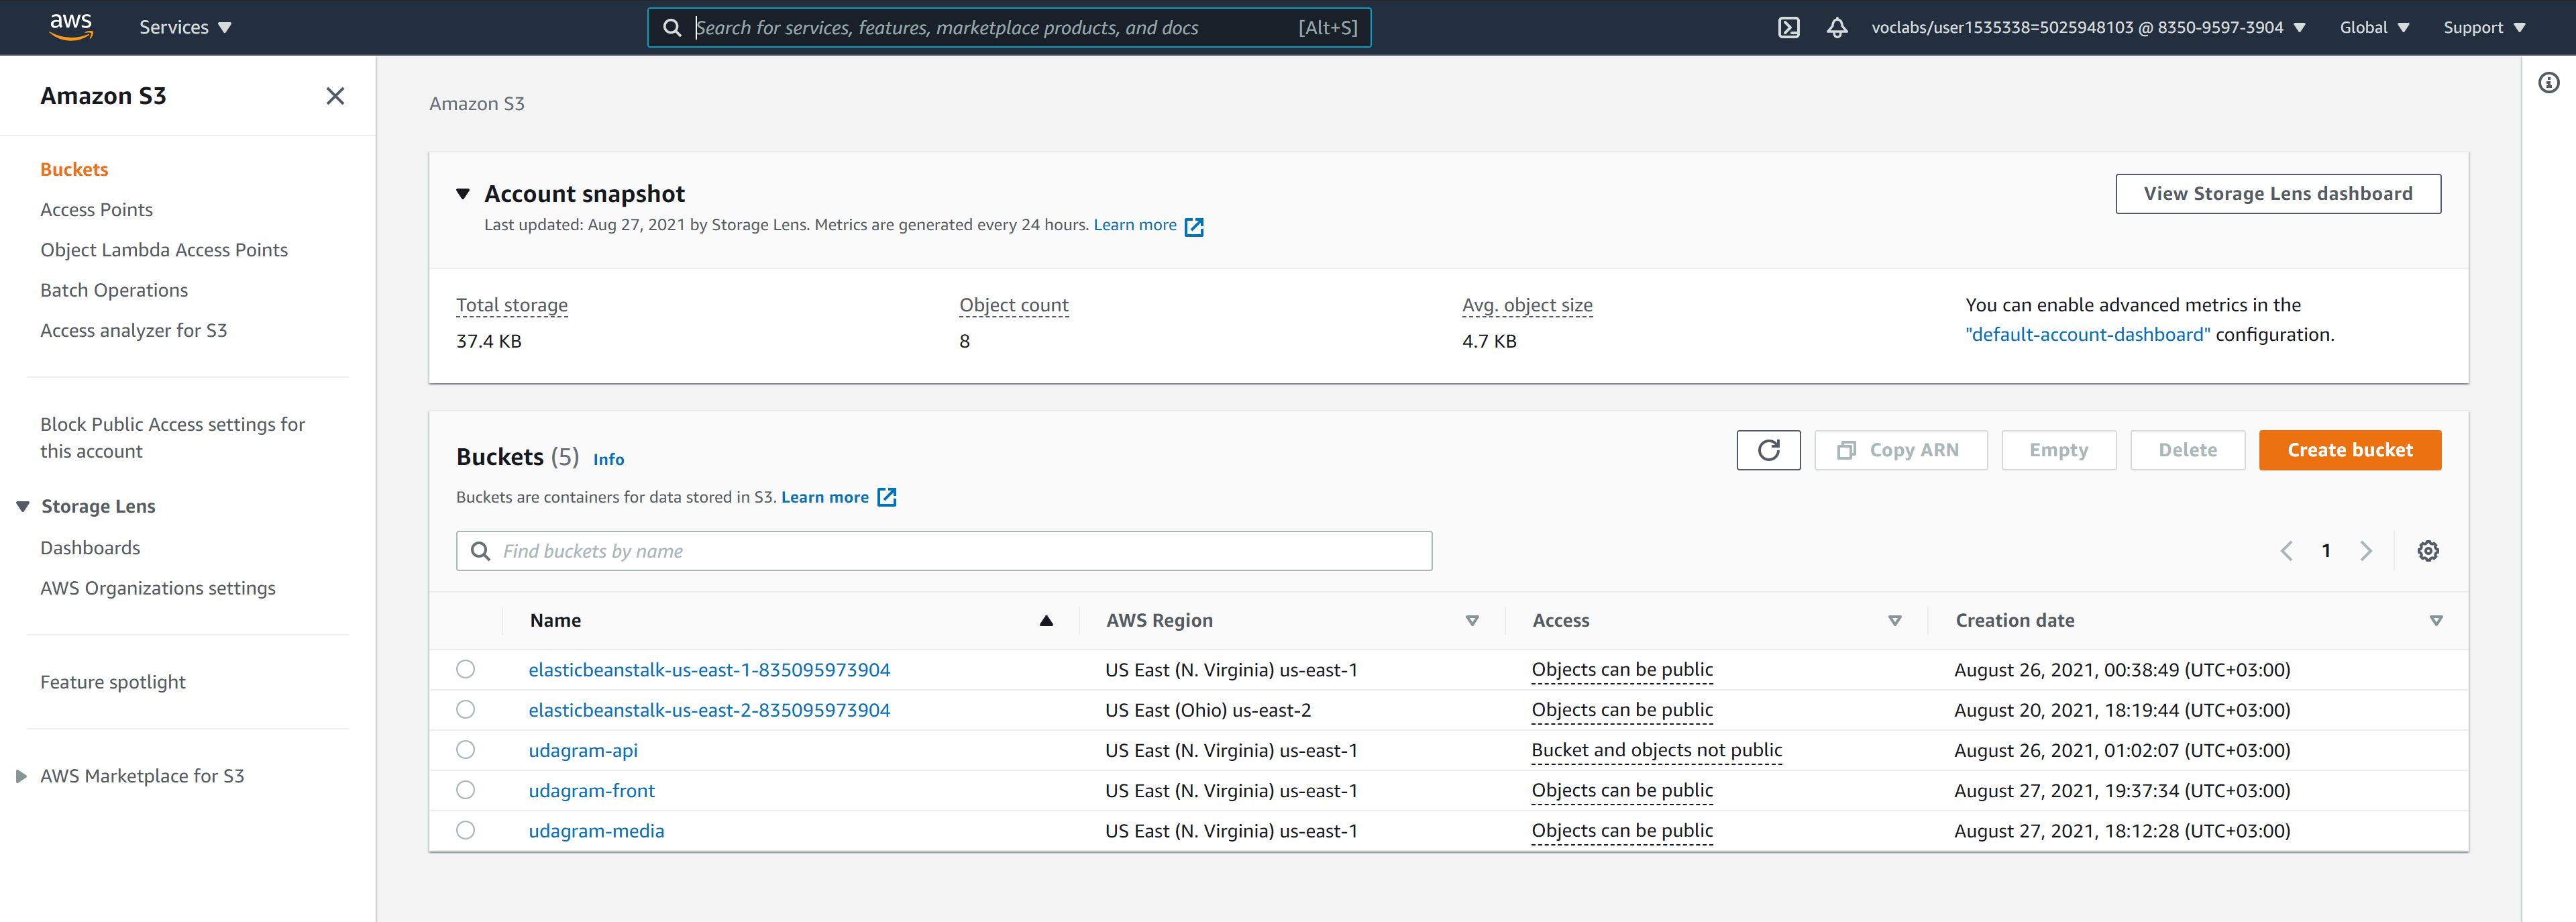 aws
Services
Search for services, features, marketplace products, and docs [Alt+S]
voclabs/user1535338=5025948103 @ 8350-9597-3904
Global
Support
Amazon S3
Buckets
Access Points
Object Lambda Access Points
Batch Operations
Access analyzer for S3
Block Public Access settings for
this account
Storage Lens
Dashboards
AWS Organizations settings
Feature spotlight
AWS Marketplace for S3
Amazon S3
Account snapshot
Last updated: Aug 27, 2021 by Storage Lens. Metrics are generated every 24 hours. Learn more
View Storage Lens dashboard
Total storage
37.4 KB
Object count
8
Avg. object size
4.7 KB
You can enable advanced metrics in the
"default-account-dashboard" configuration.
Buckets (5) Info
Copy ARN
Empty
Delete
Create bucket
Buckets are containers for data stored in S3. Learn more
Find buckets by name
1
Name AWS Region Access Creation date
elasticbeanstalk-us-east-1-835095973904 US East (N. Virginia) us-east-1 Objects can be public August 26, 2021, 00:38:49 (UTC+03:00)
elasticbeanstalk-us-east-2-835095973904 US East (Ohio) us-east-2 Objects can be public August 20, 2021, 18:19:44 (UTC+03:00)
udagram-api US East (N. Virginia) us-east-1 Bucket and objects not public August 26, 2021, 01:02:07 (UTC+03:00)
udagram-front US East (N. Virginia) us-east-1 Objects can be public August 27, 2021, 19:37:34 (UTC+03:00)
udagram-media US East (N. Virginia) us-east-1 Objects can be public August 27, 2021, 18:12:28 (UTC+03:00)